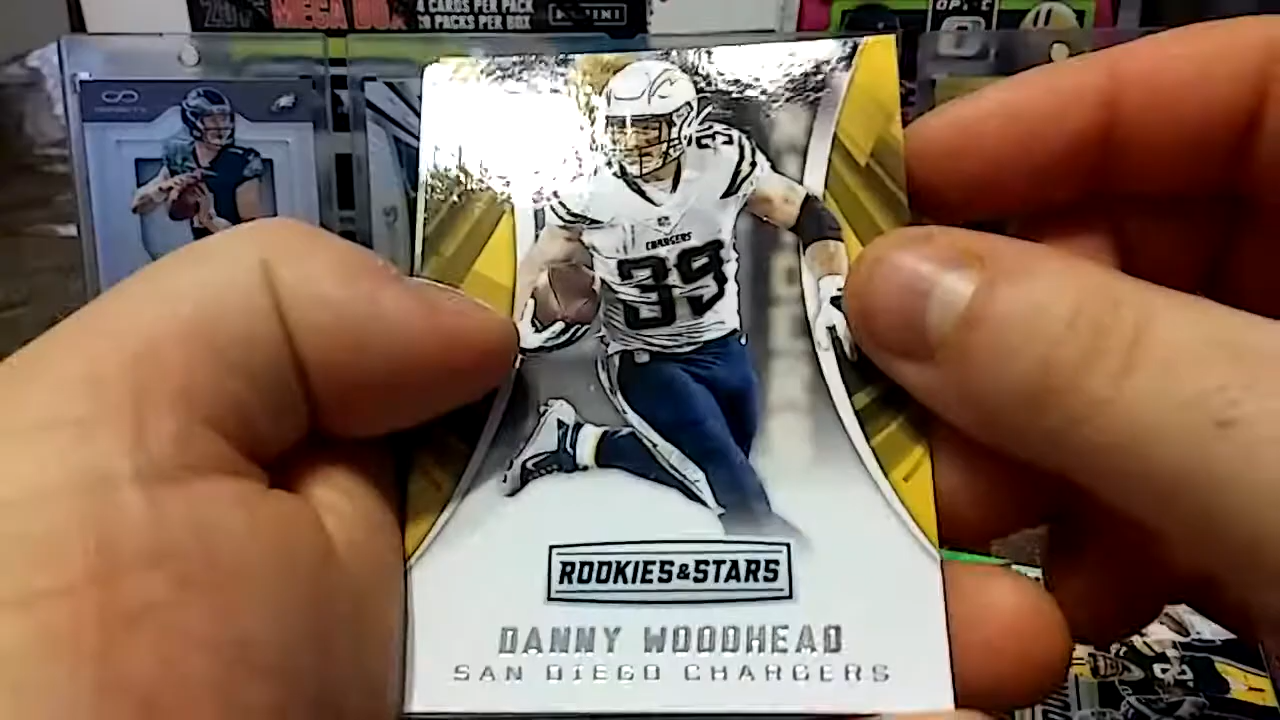 MEGA BOX
4 CARDS PER PACK
PACKS PER BOX
PANINI
39
CHARGERS
39
ROOKIES&STARS
DANNY WOODHEAD
SAN DIEGO CHARGERS